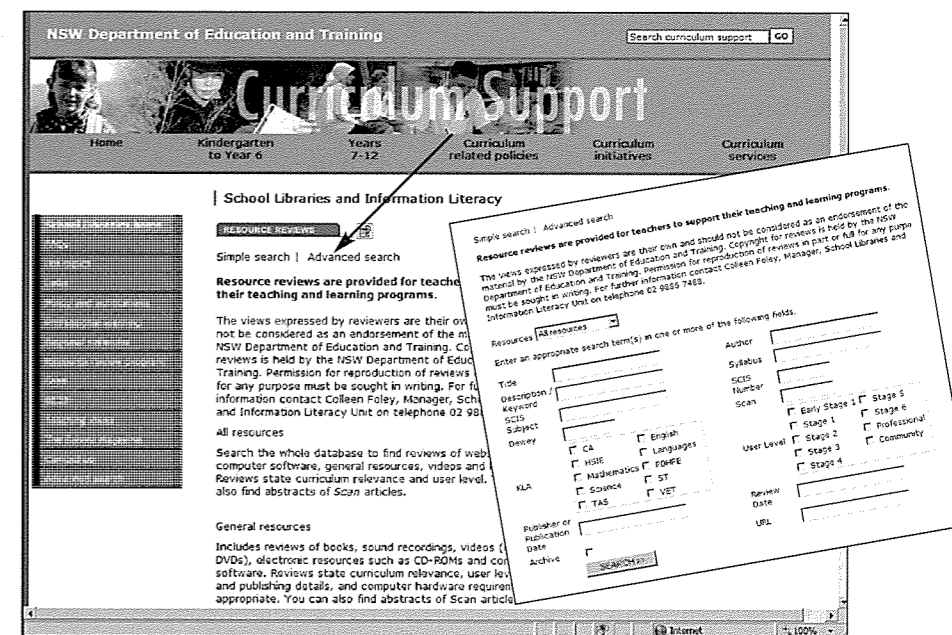 NSW Department of Education and Training
Search curriculum support GO
Curriculum Support
Home
Kindergarten
to Year 6
Years
7-12
Curriculum
related policies
Curriculum
initiatives
Curriculum
services
School Libraries and Information Literacy
RESOURCE REVIEWS
Simple search | Advanced search
Resource reviews are provided for teache
their teaching and learning programs.
The views expressed by reviewers are their ow
not be considered as an endorsement of the m
NSW Department of Education and Training. Co
reviews is held by the NSW Department of Educ
Training. Permission for reproduction of reviews
for any purpose must be sought in writing. For fu
information contact Colleen Foley, Manager, Scho
and Information Literacy Unit on telephone 02 98
All resources
Search the whole database to find reviews of webs
computer software, general resources, videos and
Reviews state curriculum relevance and user level.
also find abstracts of Scan articles.
General resources
Includes reviews of books, sound recordings, videos (
DVDs), electronic resources such as CD-ROMs and com
software. Reviews state curriculum relevance, user lev
and publishing details, and computer hardware requirem
appropriate. You can also find abstracts of Scan article
Simple search | Advanced search
Resource reviews are provided for teachers to support their teaching and learning programs.
The views expressed by reviewers are their own and should not be considered as an endorsement of the
material by the NSW Department of Education and Training. Copyright for reviews is held by the NSW
Department of Education and Training. Permission for reproduction of reviews in part or full for any purpo
must be sought in writing. For further information contact Colleen Foley, Manager, School Libraries and
Information Literacy Unit on telephone 02 9886 7488.
Resources All resources
Enter an appropriate search term(s) in one or more of the following fields.
Title
Author
Description /
Keyword
Syllabus
SCIS
Subject
SCIS
Number
Dewey
Scan
KLA
CA English
HSIE Languages
Mathematics PDHPE
Science ST
TAS VET
User Level
Early Stage 1 Stage 5
Stage 1 Stage 6
Stage 2 Professional
Stage 3 Community
Stage 4
Publisher or
Publication
Date
Review
Date
Archive
URL
SEARCH >>
Internet
100%